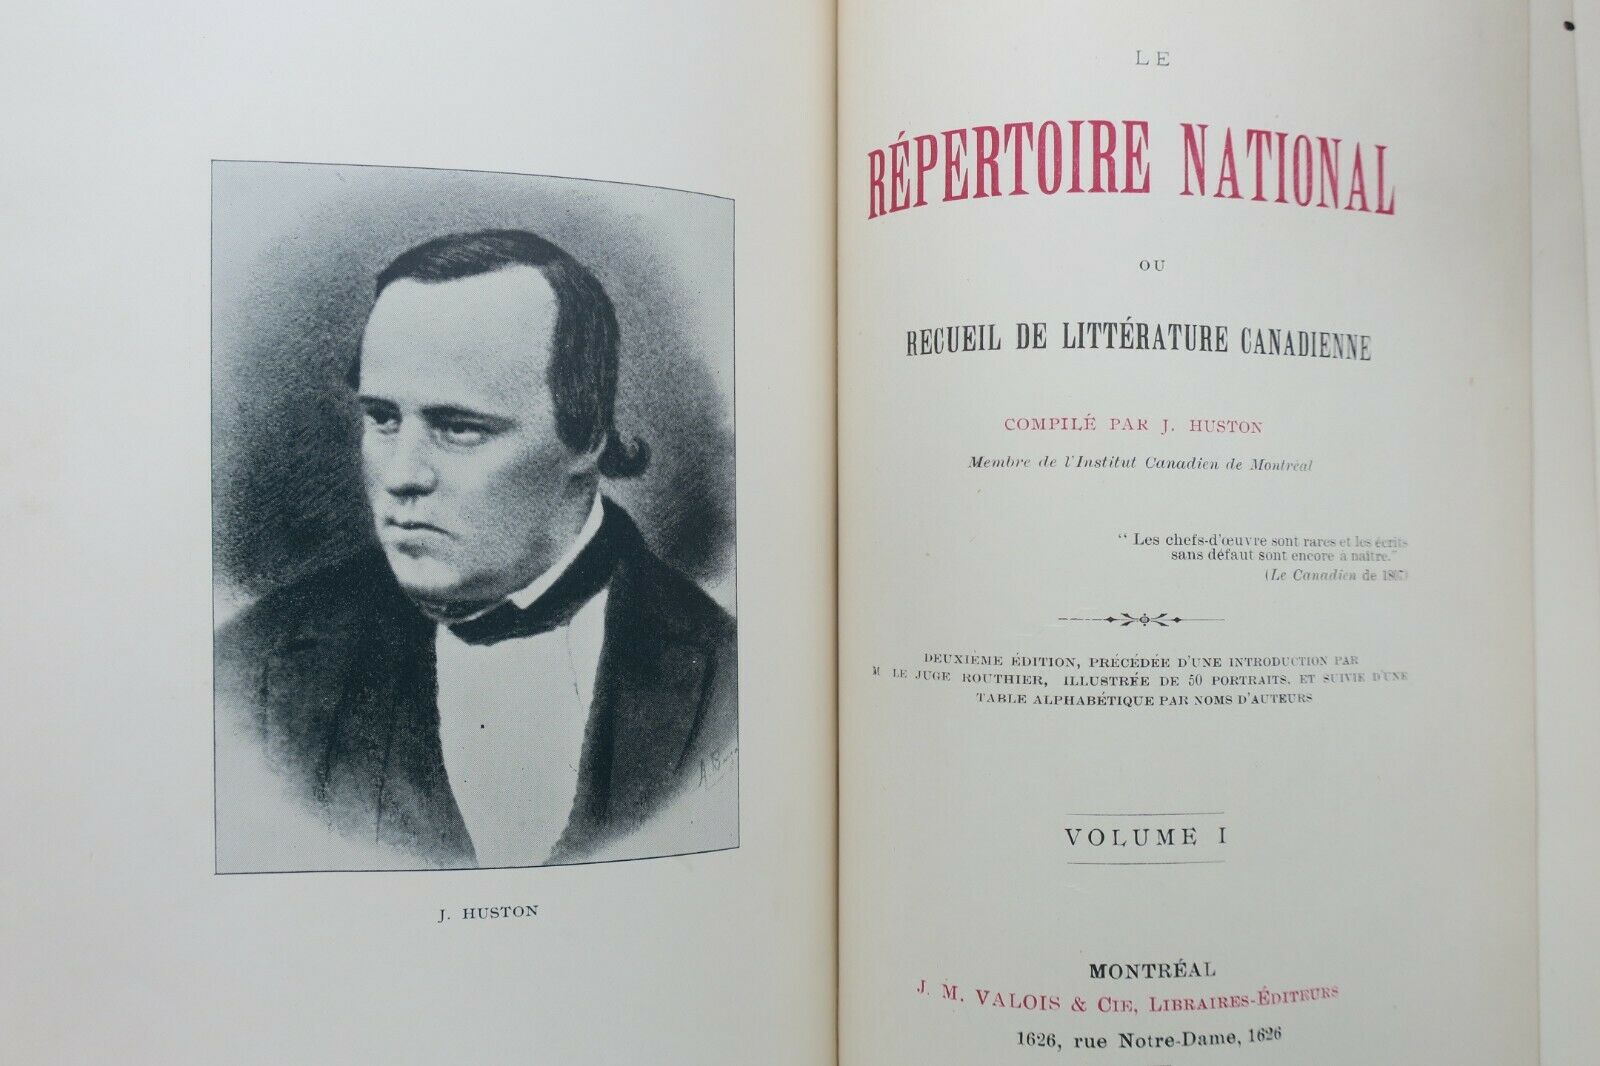 J. HUSTON
LE
RÉPERTOIRE NATIONAL
OU
RECUEIL DE LITTÉRATURE CANADIENNE
COMPILÉ PAR J. HUSTON
Membre de l'Institut Canadien de Montréal
“ Les chefs-d'œuvre sont rares et les écrits
sans défaut sont encore à naître.”
(Le Canadien de 1807)
DEUXIÈME ÉDITION, PRÉCÉDÉE D'UNE INTRODUCTION PAR
M LE JUGE ROUTHIER, ILLUSTRÉE DE 50 PORTRAITS, ET SUIVIE D'UNE
TABLE ALPHABÉTIQUE PAR NOMS D'AUTEURS
VOLUME I
MONTRÉAL
J. M. VALOIS & CIE, LIBRAIRES-ÉDITEURS
1626, rue Notre-Dame, 1626